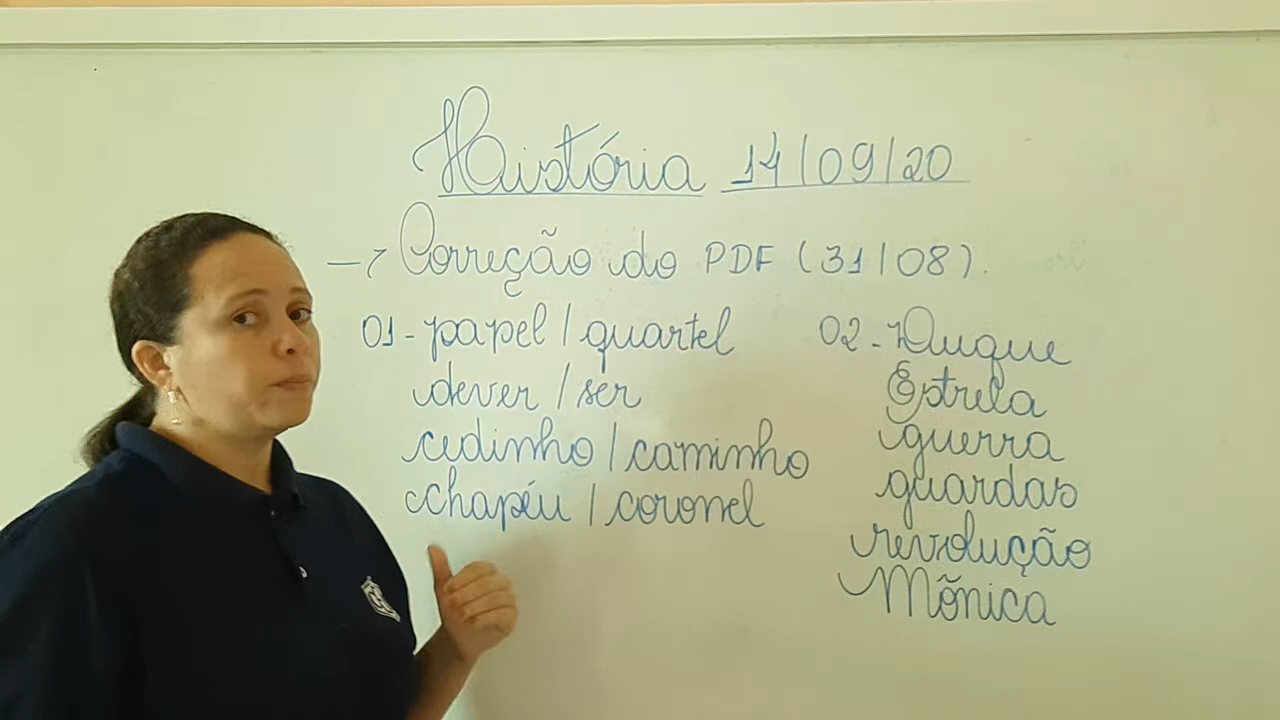 História 14/09/20
→ Correção do PDF (31/08).
01 - papel / quartel
dever / ser
cedinho / caminho
chapéu / coronel
02 - Duque
Estrela
guerra
guardas
revolução
Mõnica